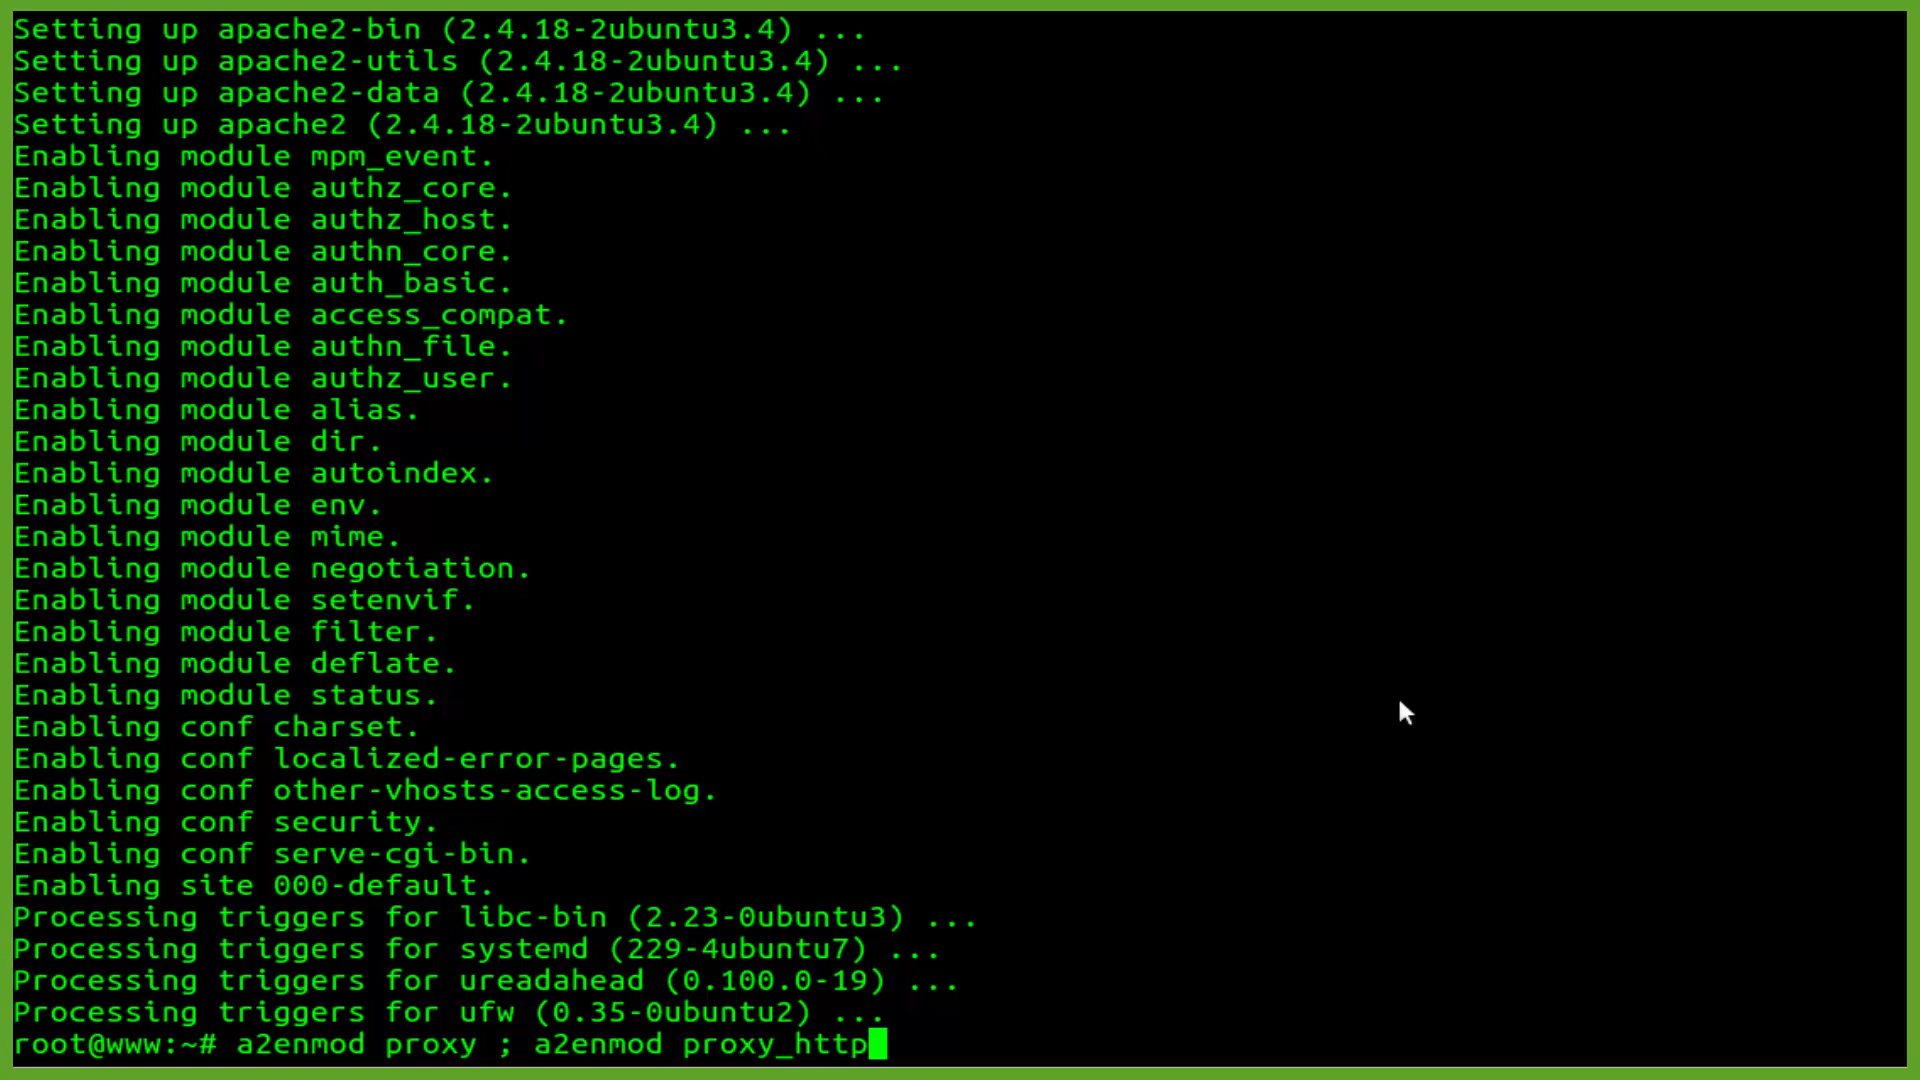 Setting up apache2-bin (2.4.18-2ubuntu3.4) ...
Setting up apache2-utils (2.4.18-2ubuntu3.4) ...
Setting up apache2-data (2.4.18-2ubuntu3.4) ...
Setting up apache2 (2.4.18-2ubuntu3.4) ...
Enabling module mpm_event.
Enabling module authz_core.
Enabling module authz_host.
Enabling module authn_core.
Enabling module auth_basic.
Enabling module access_compat.
Enabling module authn_file.
Enabling module authz_user.
Enabling module alias.
Enabling module dir.
Enabling module autoindex.
Enabling module env.
Enabling module mime.
Enabling module negotiation.
Enabling module setenvif.
Enabling module filter.
Enabling module deflate.
Enabling module status.
Enabling conf charset.
Enabling conf localized-error-pages.
Enabling conf other-vhosts-access-log.
Enabling conf security.
Enabling conf serve-cgi-bin.
Enabling site 000-default.
Processing triggers for libc-bin (2.23-0ubuntu3) ...
Processing triggers for systemd (229-4ubuntu7) ...
Processing triggers for ureadahead (0.100.0-19) ...
Processing triggers for ufw (0.35-0ubuntu2) ...
root@www:~# a2enmod proxy ; a2enmod proxy_http